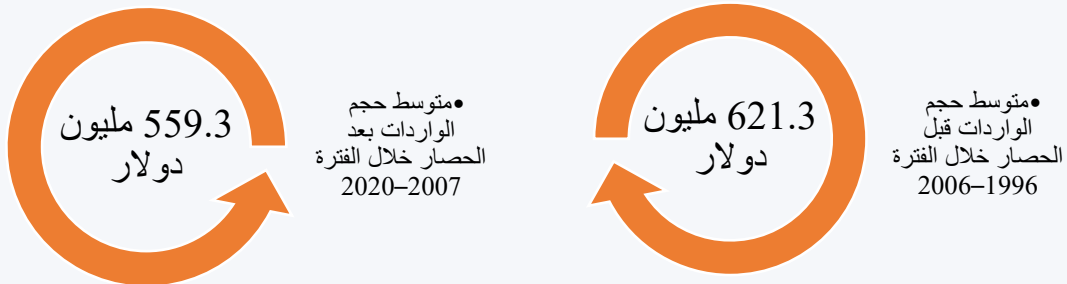 •متوسط حجم
الواردات قبل
الحصار خلال الفترة
1996–2006
621.3 مليون
دولار
•متوسط حجم
الواردات بعد
الحصار خلال الفترة
2007–2020
559.3 مليون
دولار